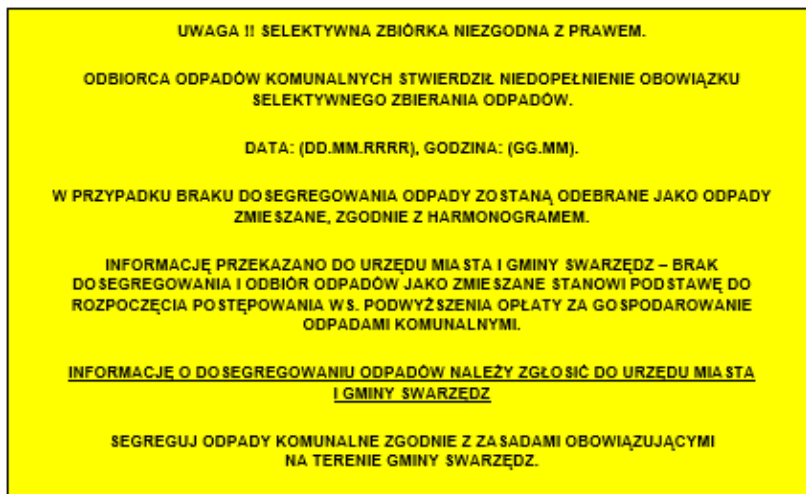 UWAGA !! SELEKTYWNA ZBIÓRKA NIEZGODNA Z PRAWEM.
ODBIORCA ODPADÓW KOMUNALNYCH STWIERDZIŁ NIEDOPEŁNIENIE OBOWIĄZKU
SELEKTYWNEGO ZBIERANIA ODPADÓW.
DATA: (DD.MM.RRRR), GODZINA: (GG.MM).
W PRZYPADKU BRAKU DOSEGREGOWANIA ODPADY ZOSTANĄ ODEBRANE JAKO ODPADY
ZMIESZANE, ZGODNIE Z HARMONOGRAMEM.
INFORMACJĘ PRZEKAZANO DO URZĘDU MIASTA I GMINY SWARZĘDZ – BRAK
DOSEGREGOWANIA I ODBIÓR ODPADÓW JAKO ZMIESZANE STANOWI PODSTAWĘ DO
ROZPOCZĘCIA POSTĘPOWANIA WS. PODWYŻSZENIA OPŁATY ZA GOSPODAROWANIE
ODPADAMI KOMUNALNYMI.
INFORMACJĘ O DOSEGREGOWANIU ODPADÓW NALEŻY ZGŁOSIĆ DO URZĘDU MIASTA
I GMINY SWARZĘDZ
SEGREGUJ ODPADY KOMUNALNE ZGODNIE Z ZASADAMI OBOWIĄZUJĄCYMI
NA TERENIE GMINY SWARZĘDZ.